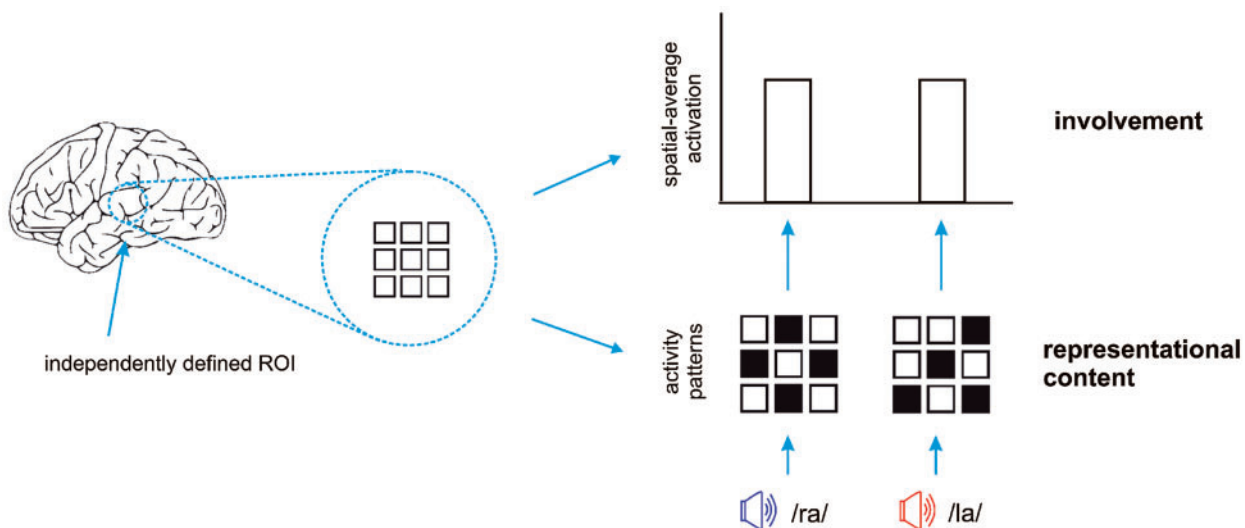 independently defined ROI
spatial-average
activation
involvement
activity
patterns
representational
content
/ra/
/la/